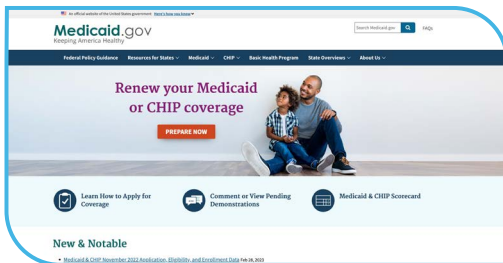 An official website of the United States government Here's how you know
Medicaid.gov
Keeping America Healthy
Search Medicaid.gov
FAQs
Federal Policy Guidance Resources for States Medicaid CHIP Basic Health Program State Overviews About Us
Renew your Medicaid
or CHIP coverage
PREPARE NOW
Learn How to Apply for
Coverage
Comment or View Pending
Demonstrations
Medicaid & CHIP Scorecard
New & Notable
Medicaid & CHIP November 2022 Application, Eligibility, and Enrollment Data Feb 28, 2023